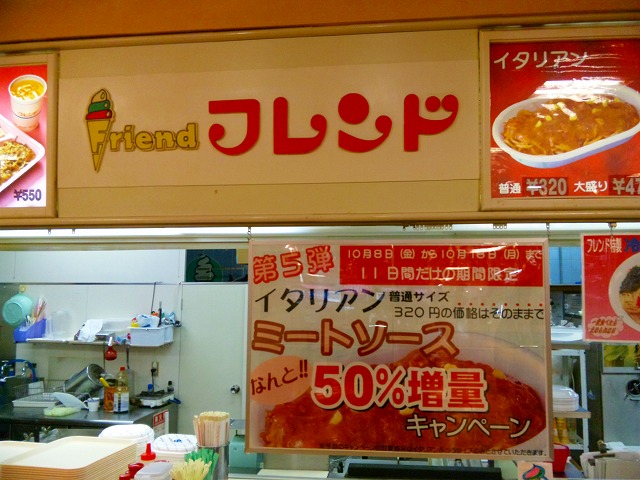 Friend フレンド
¥550
イタリアン
普通 ¥320 大盛り ¥47
第5弾
10月8日(金)から10月18日(月)まで
11日間だけの期間限定
イタリアン 普通サイズ
320円の価格はそのままで
ミートソース
なんと!! 50%増量
キャンペーン
フレンド特製